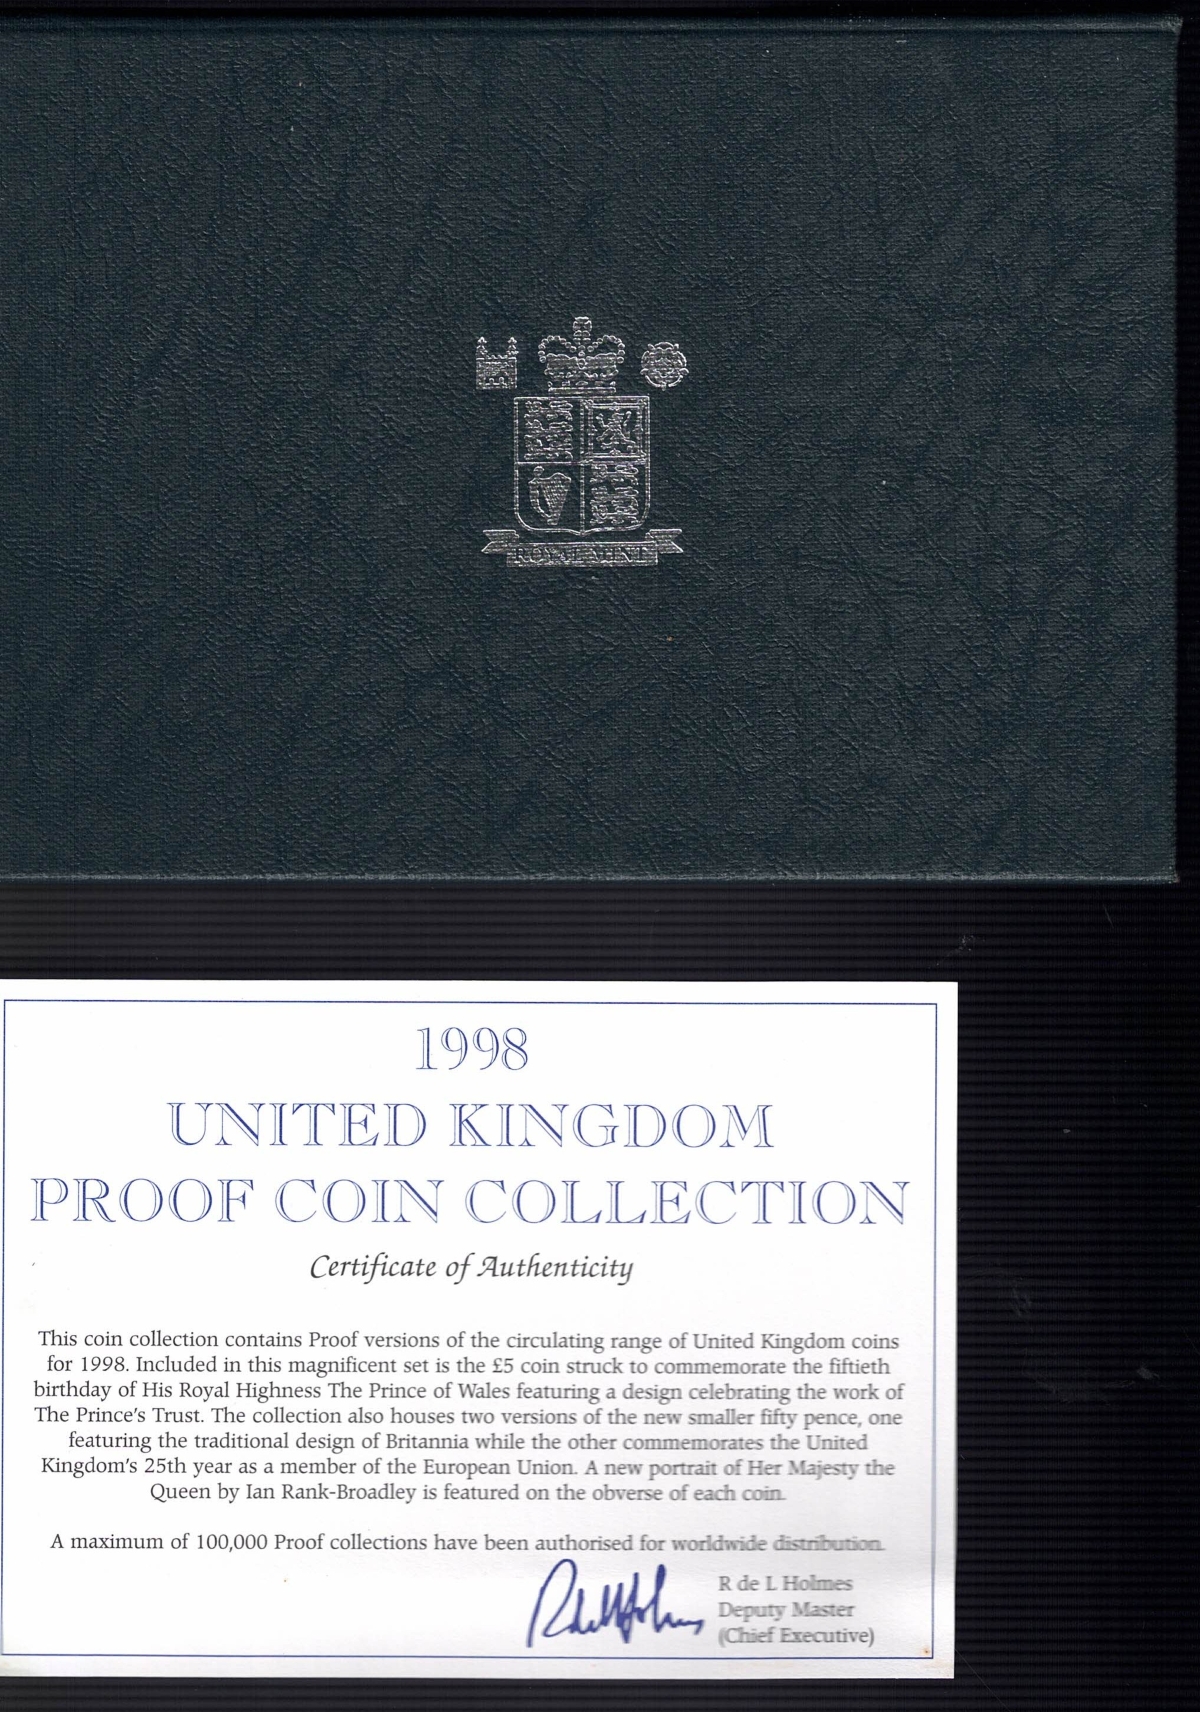 ROYAL MINT
1998
UNITED KINGDOM
PROOF COIN COLLECTION
Certificate of Authenticity
This coin collection contains Proof versions of the circulating range of United Kingdom coins
for 1998. Included in this magnificent set is the £5 coin struck to commemorate the fiftieth
birthday of His Royal Highness The Prince of Wales featuring a design celebrating the work of
The Prince's Trust. The collection also houses two versions of the new smaller fifty pence, one
featuring the traditional design of Britannia while the other commemorates the United
Kingdom's 25th year as a member of the European Union. A new portrait of Her Majesty the
Queen by Ian Rank-Broadley is featured on the obverse of each coin.
A maximum of 100,000 Proof collections have been authorised for worldwide distribution.
R de L Holmes
Deputy Master
(Chief Executive)